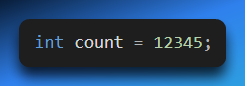 int count = 12345;